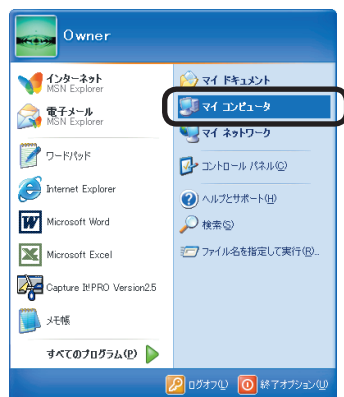 Owner
インターネット
MSN Explorer
電子メール
MSN Explorer
ワードパッド
Internet Explorer
Microsoft Word
Microsoft Excel
Capture It!PRO Version2.5
メモ帳
すべてのプログラム(P)
マイ ドキュメント
マイ コンピュータ
マイ ネットワーク
コントロール パネル(C)
ヘルプとサポート(H)
検索(S)
ファイル名を指定して実行(R)...
ログオフ(L)
終了オプション(U)